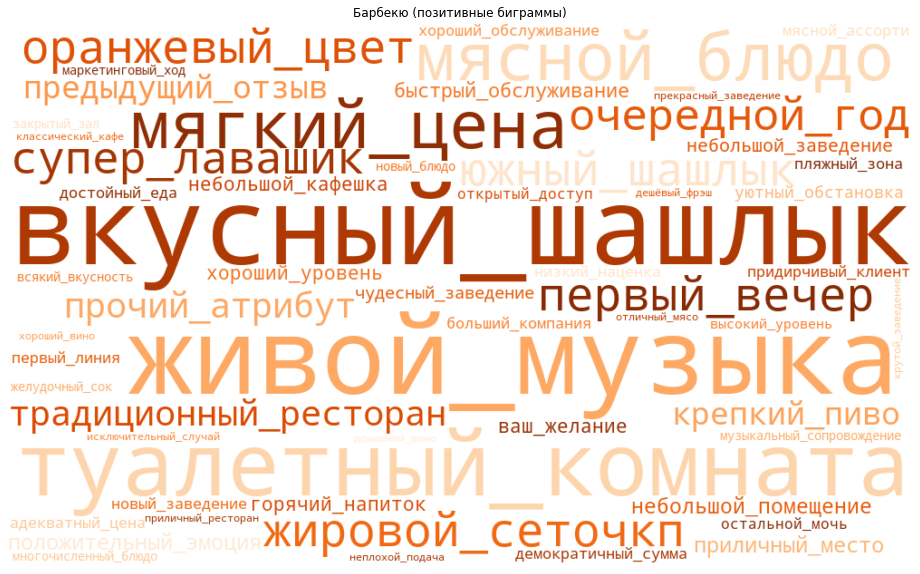 Барбекю (позитивные биграммы)
оранжевый_цвет
хороший_обслуживание
мясной_ассорти
мясной_блюдо
маркетинговый_ход
предыдущий_отзыв
быстрый_обслуживание
прекрасный_заведение
очередной_год
закрытый_зал
классический_кафе
мягкий_цена
небольшой_заведение
супер_лавашик
новый_блюдо
южный_шашлык
пляжный_зона
достойный_еда
небольшой_кафешка
открытый_доступ
дешёвый_фрэш
уютный_обстановка
вкусный_шашлык
всякий_вкусность
хороший_уровень
низкий_наценка
придирчивый_клиент
прочий_атрибут
чудесный_заведение
первый_вечер
крутой_заведение
больший_компания
отличный_мясо
высокий_уровень
хороший_вино
первый_линия
живой_музыка
желудочный_сок
традиционный_ресторан
ваш_желание
крепкий_пиво
исключительный_случай
домашний_вино
музыкальный_сопровождение
туалетный_комната
новый_заведение
горячий_напиток
небольшой_помещение
адекватный_цена
приличный_ресторан
жировой_сеточкп
остальной_мочь
положительный_эмоция
приличный_место
многочисленный_блюдо
неплохой_подача
демократичный_сумма